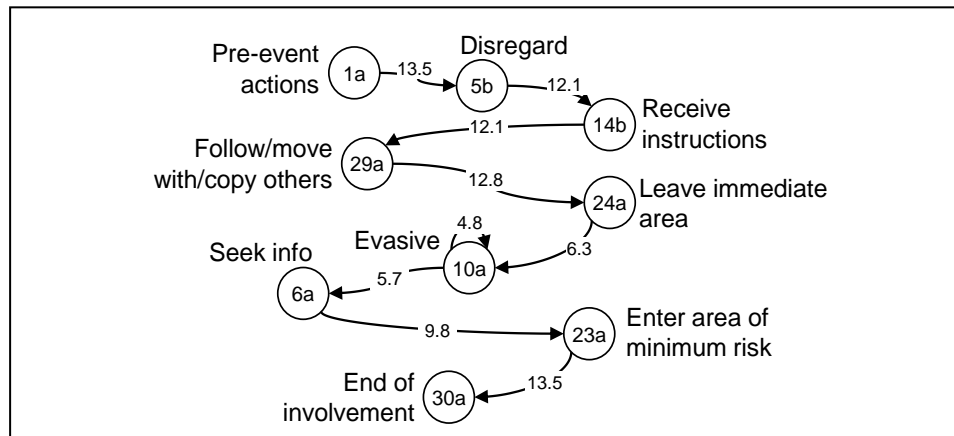 Pre-event
actions
1a
13.5
Disregard
5b
12.1
14b
Receive
instructions
12.1
Follow/move
with/copy others
29a
12.8
24a
Leave immediate
area
6.3
4.8
Evasive
10a
5.7
Seek info
6a
9.8
23a
Enter area of
minimum risk
13.5
End of
involvement
30a